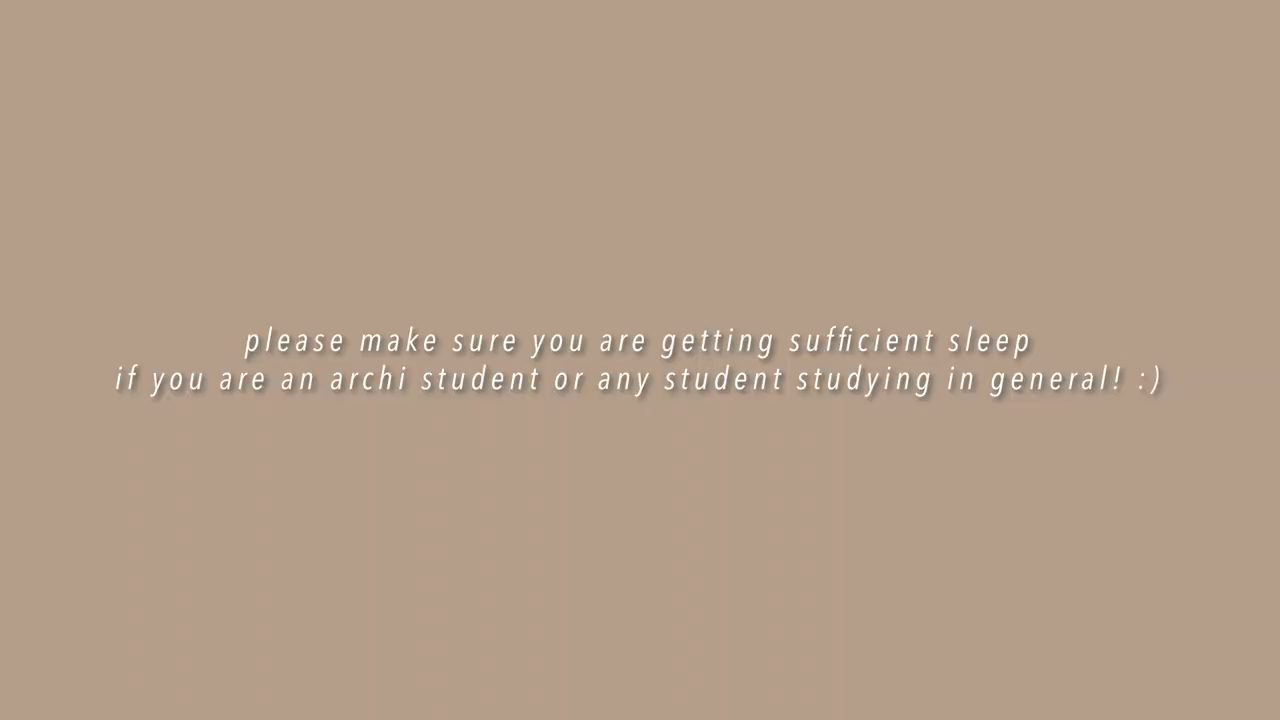 please make sure you are getting sufficient sleep
if you are an archi student or any student studying in general! :)